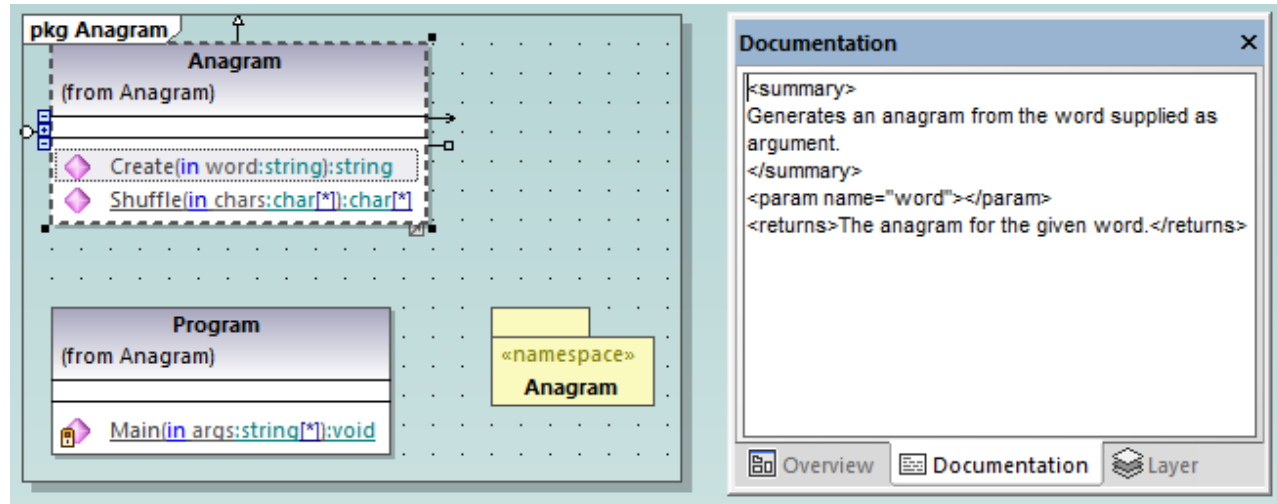 pkg Anagram
Anagram
(from Anagram)
Create(in word:string):string
Shuffle(in chars:char[*]):char[*]
Program
(from Anagram)
Main(in args:string[*]):void
«namespace»
Anagram
Documentation
<summary>
Generates an anagram from the word supplied as
argument.
</summary>
<param name="word"></param>
<returns>The anagram for the given word.</returns>
Overview
Documentation
Layer